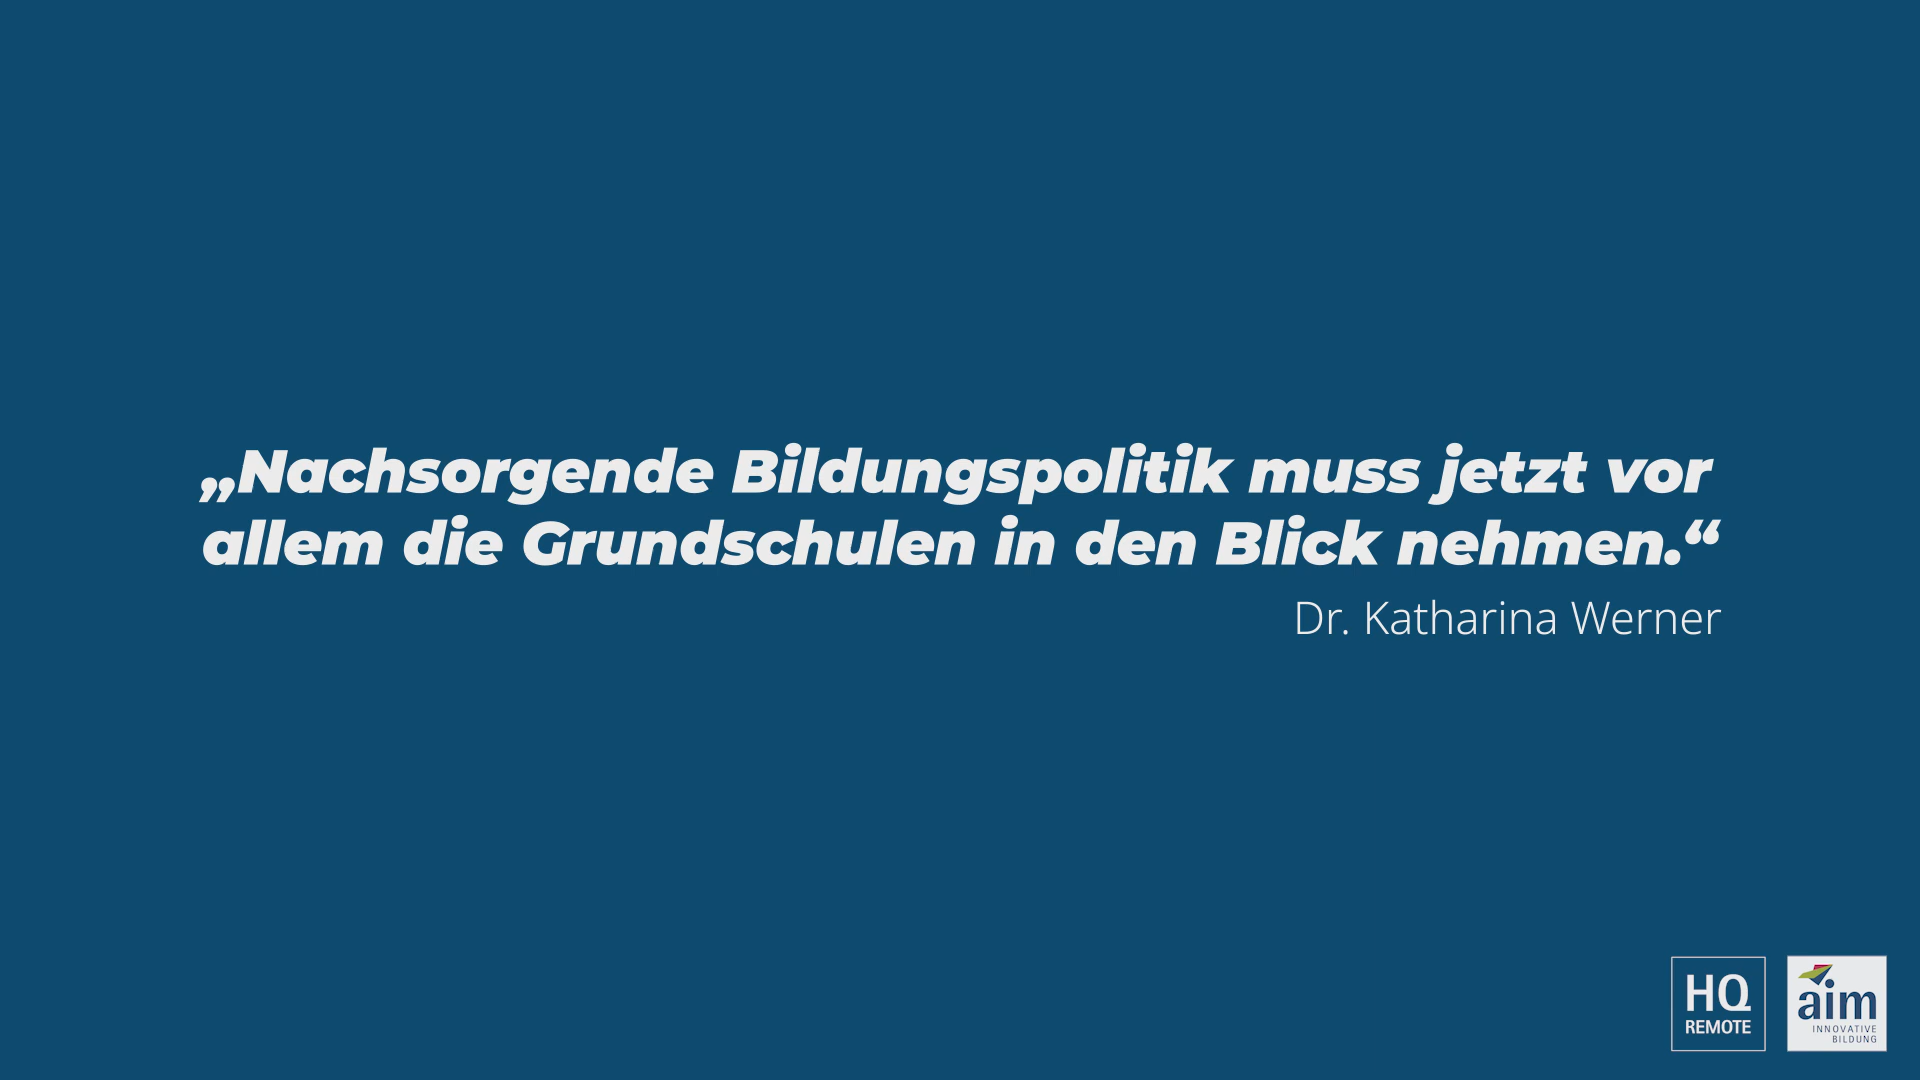 „Nachsorgende Bildungspolitik muss jetzt vor
allem die Grundschulen in den Blick nehmen.“
Dr. Katharina Werner
HQ
REMOTE
aim
INNOVATIVE
BILDUNG